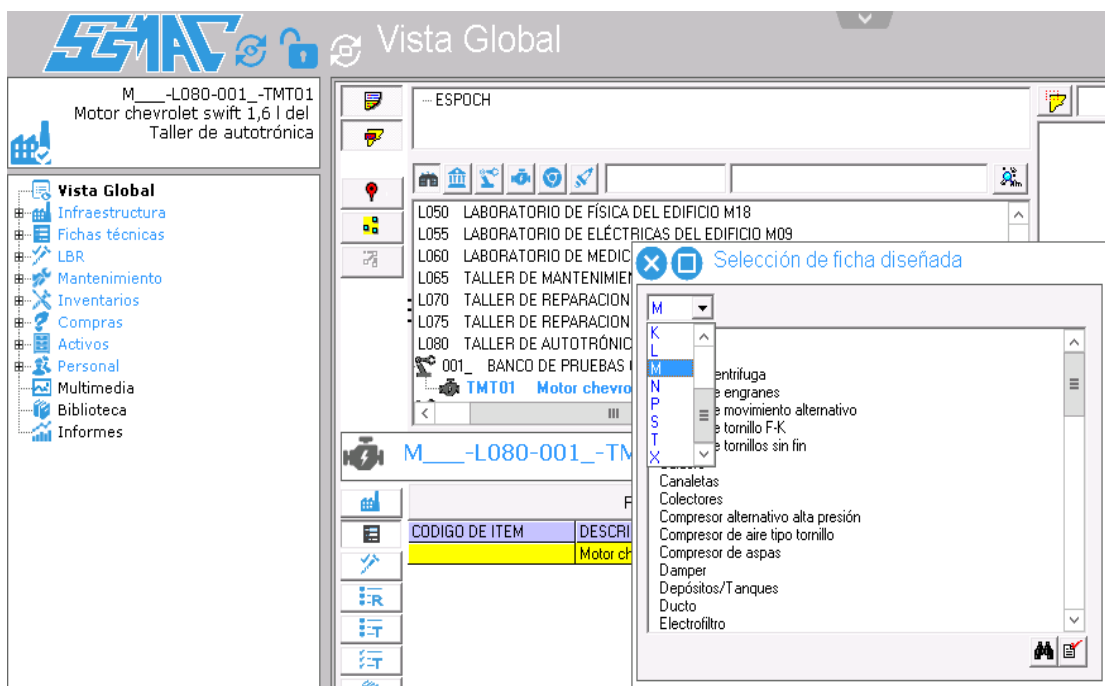 SISMAC
Vista Global
M___-L080-001_-TMT01
Motor chevrolet swift 1,6 l del
Taller de autotrónica
Vista Global
Infraestructura
Fichas técnicas
LBR
Mantenimiento
Inventarios
Compras
Activos
Personal
Multimedia
Biblioteca
Informes
ESPOCH
L050 LABORATORIO DE FÍSICA DEL EDIFICIO M18
L055 LABORATORIO DE ELÉCTRICAS DEL EDIFICIO M09
L060 LABORATORIO DE MEDIC
L065 TALLER DE MANTENIMIE
L070 TALLER DE REPARACION
L075 TALLER DE REPARACION
L080 TALLER DE AUTOTRÓNIC
001_ BANCO DE PRUEBAS
TMT01 Motor chevro
M___-L080-001_-TM
F
CODIGO DE ITEM DESCRI
Motor ch
R
T
T
Selección de ficha diseñada
M
K
L
M
N
P
S
T
X
entrifuga
e engranes
e movimiento alternativo
e tornillo F-K
e tornillos sin fin
Canaletas
Colectores
Compresor alternativo alta presión
Compresor de aire tipo tornillo
Compresor de aspas
Damper
Depósitos/Tanques
Ducto
Electrofiltro